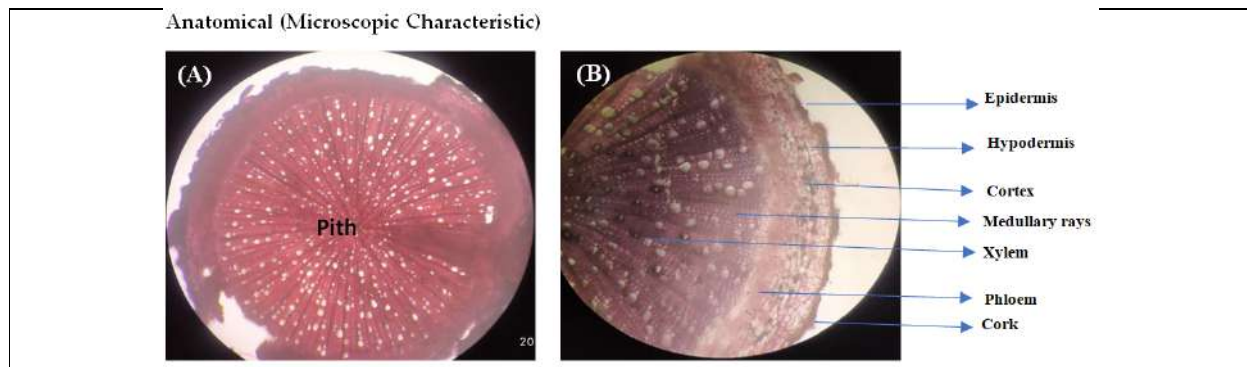 Anatomical (Microscopic Characteristic)
(A)
Pith
20
(B)
Epidermis
Hypodermis
Cortex
Medullary rays
Xylem
Phloem
Cork